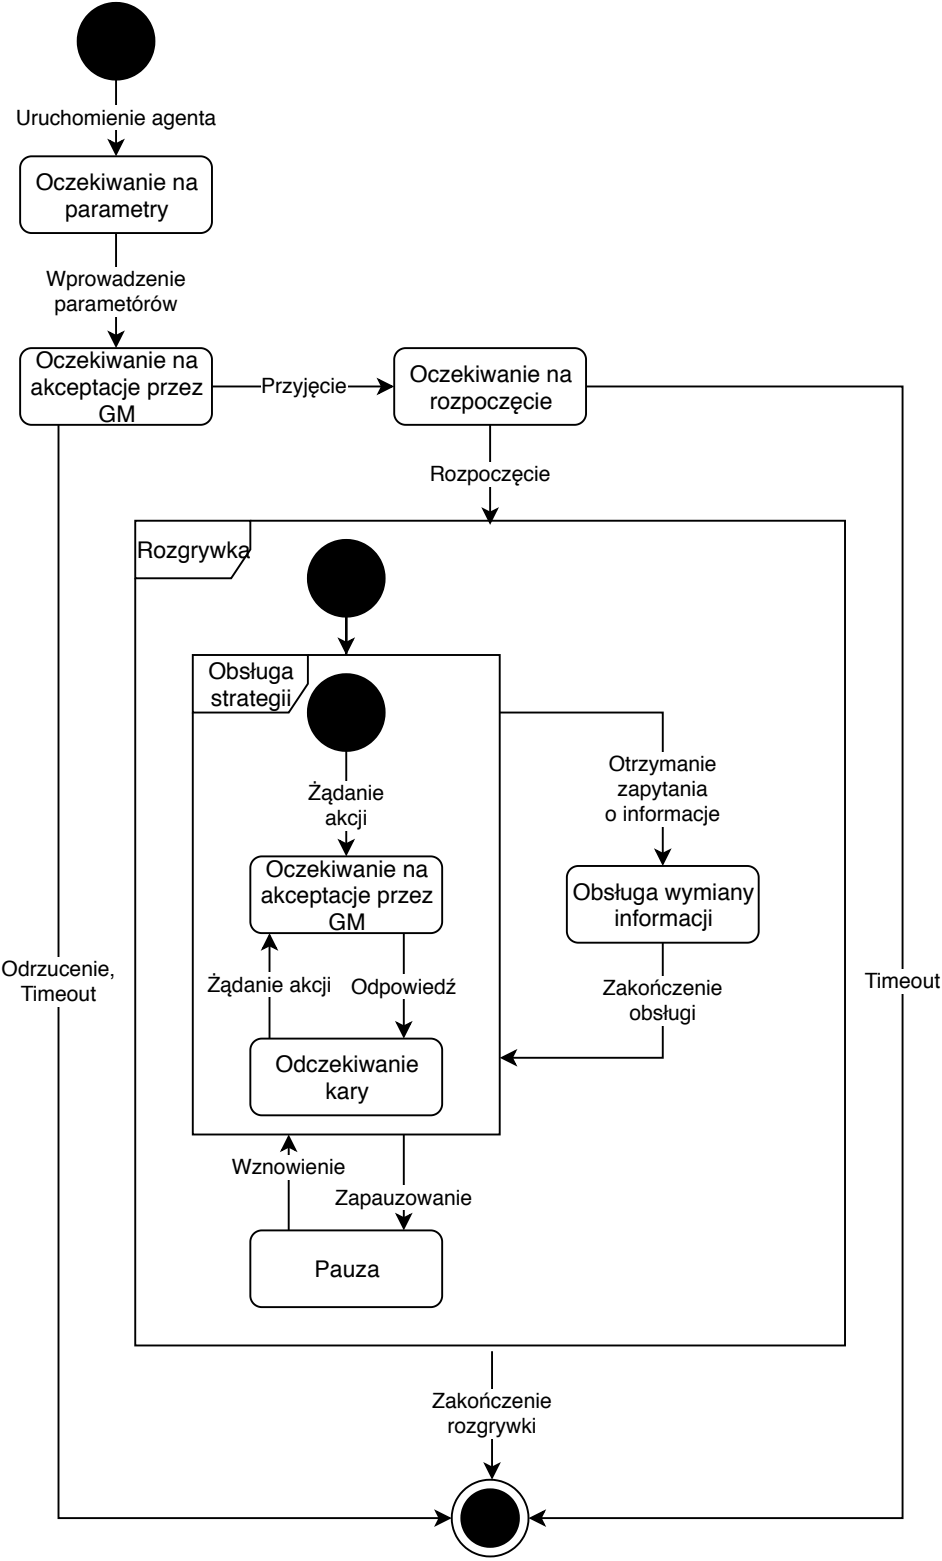 Uruchomienie agenta
Oczekiwanie na
parametry
Wprowadzenie
parametórów
Oczekiwanie na
akceptacje przez
GM
Przyjęcie
Oczekiwanie na
rozpoczęcie
Rozpoczęcie
Rozgrywka
Obsługa
strategii
Żądanie
akcji
Otrzymanie
zapytania
o informacje
Oczekiwanie na
akceptacje przez
GM
Obsługa wymiany
informacji
Odrzucenie,
Timeout
Żądanie akcji
Odpowiedź
Zakończenie
obsługi
Timeout
Odczekiwanie
kary
Wznowienie
Zapauzowanie
Pauza
Zakończenie
rozgrywki